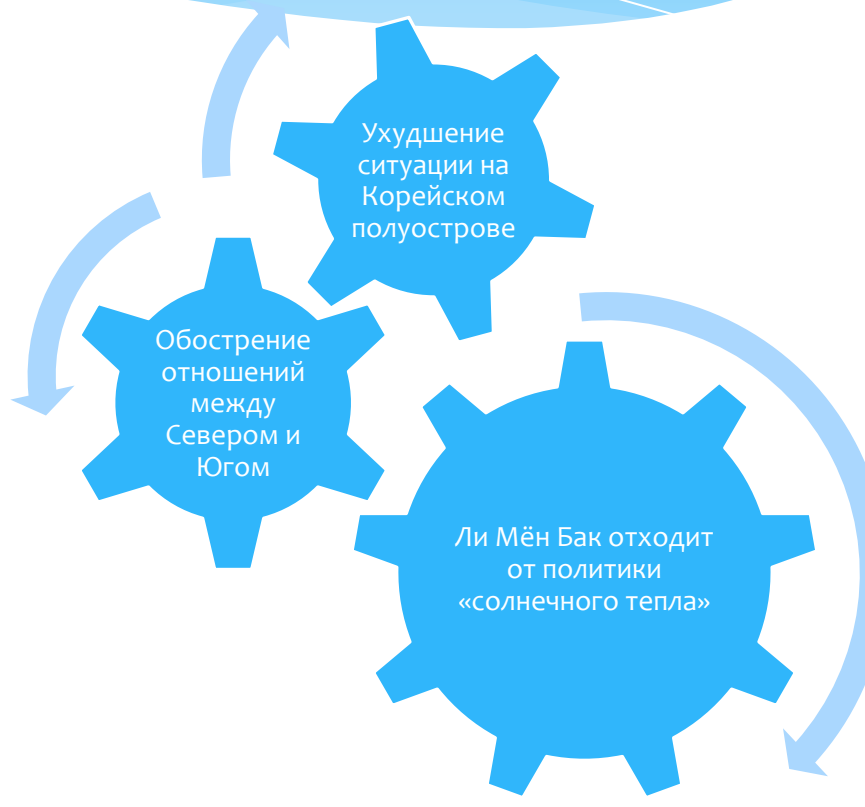 Ухудшение
ситуации на
Корейском
полуострове
Обострение
отношений
между
Севером и
Югом
Ли Мён Бак отходит
от политики
«солнечного тепла»